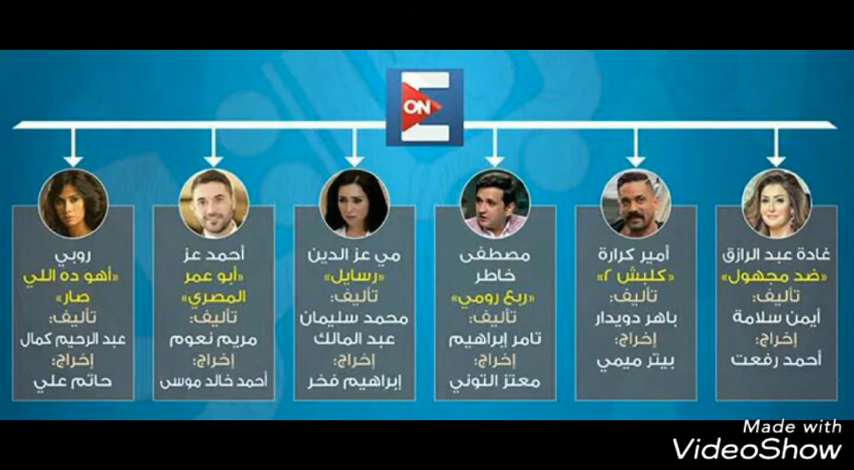 ON
E
غادة عبد الرازق
«ضد مجهول»
تأليف:
أيمن سلامة
إخراج:
أحمد رفعت
أمير كرارة
«كلبش ٢»
تأليف:
باهر دويدار
إخراج:
بيتر ميمي
مصطفى
خاطر
«ربع رومي»
تأليف:
تامر إبراهيم
إخراج:
معتز التوني
مي عز الدين
«رسايل»
تأليف:
محمد سليمان
عبد المالك
إخراج:
إبراهيم فخر
أحمد عز
«أبو عمر
المصري»
تأليف:
مريم نعوم
إخراج:
أحمد خالد موسى
روبي
«أهو ده اللي
صار»
تأليف:
عبد الرحيم كمال
إخراج:
حاتم علي
Made with
VideoShow